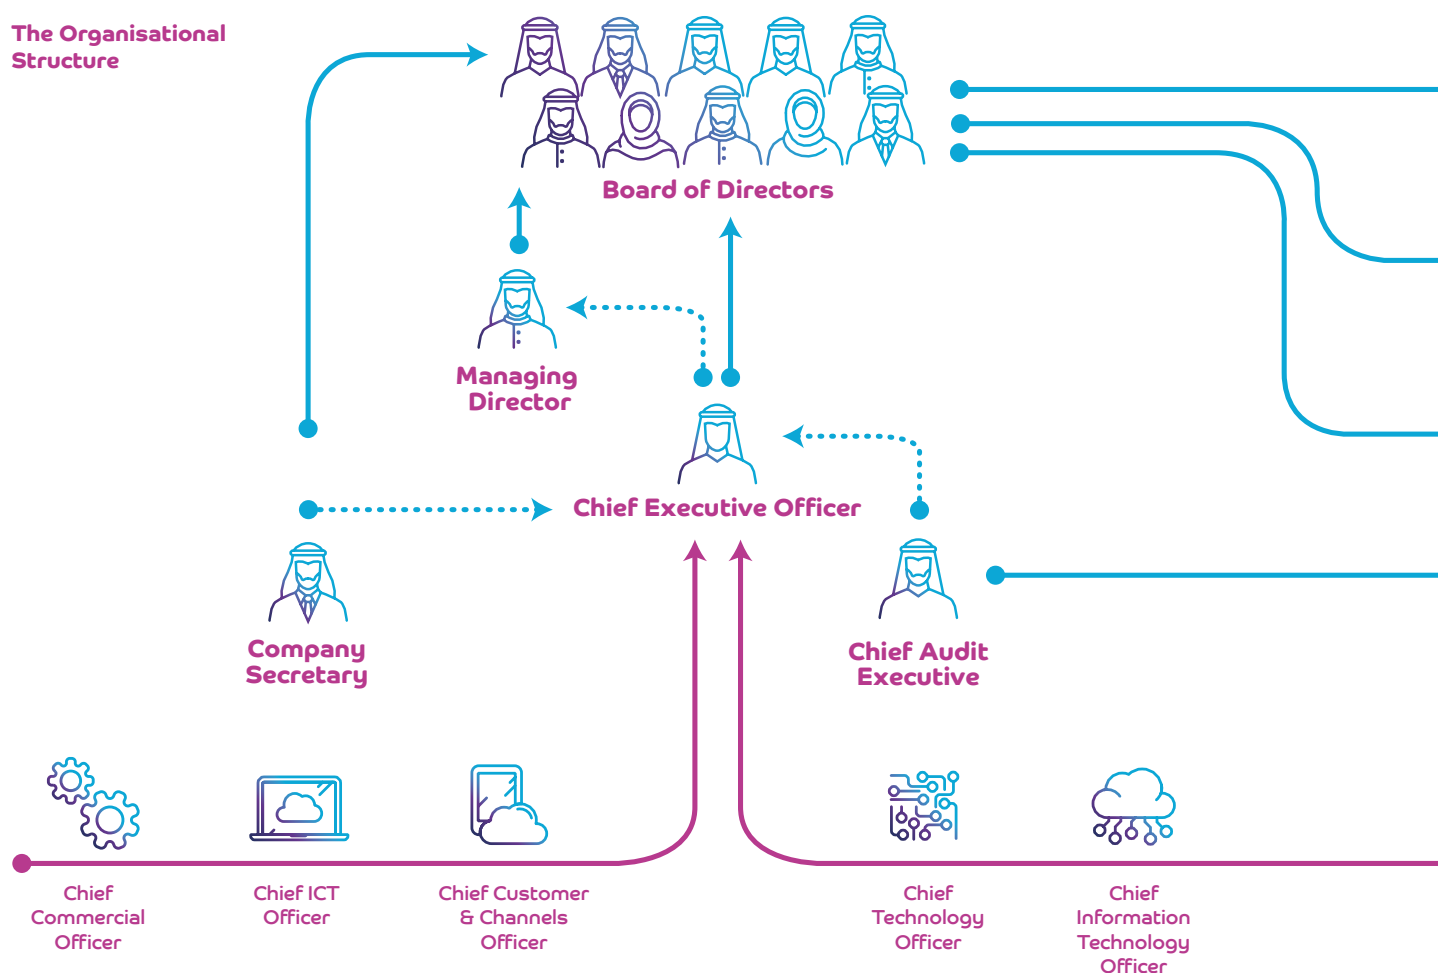 The Organisational
Structure
Board of Directors
Managing
Director
Chief Executive Officer
Company
Secretary
Chief Audit
Executive
Chief
Commercial
Officer
Chief ICT
Officer
Chief Customer
& Channels
Officer
Chief
Technology
Officer
Chief
Information
Technology
Officer